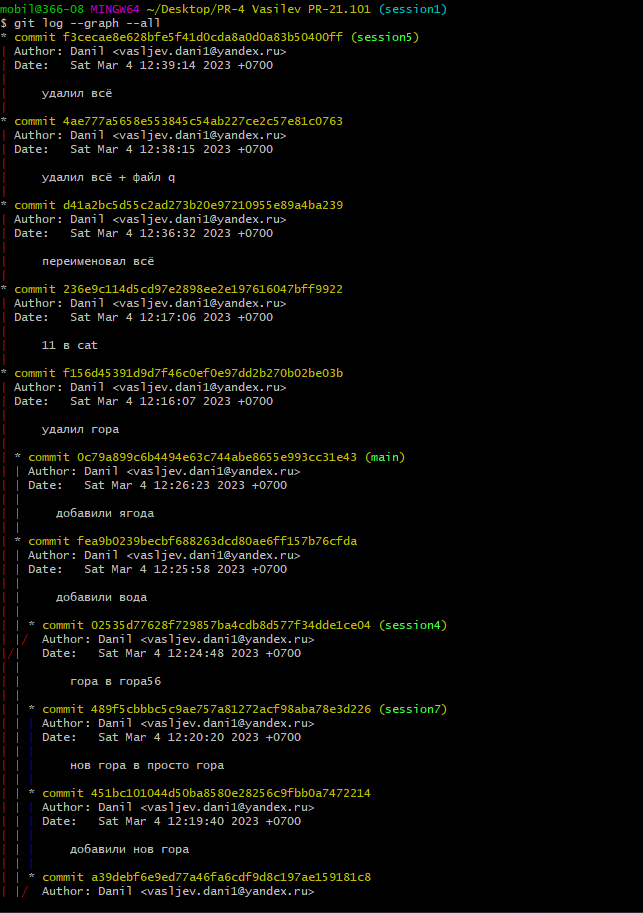 mobil@366-08 MINGW64 ~/Desktop/PR-4 Vasilev PR-21.101 (session1)
$ git log --graph --all
* commit f3cecae8e628bfe5f41d0cda8a0d0a83b50400ff (session5)
| Author: Danil <vasljev.dani1@yandex.ru>
| Date:   Sat Mar 4 12:39:14 2023 +0700
|
|     удалил всё
|
* commit 4ae777a5658e553845c54ab227ce2c57e81c0763
| Author: Danil <vasljev.dani1@yandex.ru>
| Date:   Sat Mar 4 12:38:15 2023 +0700
|
|     удалил всё + файл q
|
* commit d41a2bc5d55c2ad273b20e97210955e89a4ba239
| Author: Danil <vasljev.dani1@yandex.ru>
| Date:   Sat Mar 4 12:36:32 2023 +0700
|
|     переименовал всё
|
* commit 236e9c114d5cd97e2898ee2e197616047bff9922
| Author: Danil <vasljev.dani1@yandex.ru>
| Date:   Sat Mar 4 12:17:06 2023 +0700
|
|     11 в cat
|
* commit f156d45391d9d7f46c0ef0e97dd2b270b02be03b
| Author: Danil <vasljev.dani1@yandex.ru>
| Date:   Sat Mar 4 12:16:07 2023 +0700
|
|     удалил гора
|
| * commit 0c79a899c6b4494e63c744abe8655e993cc31e43 (main)
| | Author: Danil <vasljev.dani1@yandex.ru>
| | Date:   Sat Mar 4 12:26:23 2023 +0700
| |
| |     добавили ягода
| |
| * commit fea9b0239becbf688263dcd80ae6ff157b76cfda
| | Author: Danil <vasljev.dani1@yandex.ru>
| | Date:   Sat Mar 4 12:25:58 2023 +0700
| |
| |     добавили вода
| |
| | * commit 02535d77628f729857ba4cdb8d577f34dde1ce04 (session4)
| |/  Author: Danil <vasljev.dani1@yandex.ru>
|/|   Date:   Sat Mar 4 12:24:48 2023 +0700
| |
| |       гора в гора56
| |
| | * commit 489f5cbbbc5c9ae757a81272acf98aba78e3d226 (session7)
| | | Author: Danil <vasljev.dani1@yandex.ru>
| | | Date:   Sat Mar 4 12:20:20 2023 +0700
| | |
| | |     нов гора в просто гора
| | |
| | * commit 451bc101044d50ba8580e28256c9fbb0a7472214
| | | Author: Danil <vasljev.dani1@yandex.ru>
| | | Date:   Sat Mar 4 12:19:40 2023 +0700
| | |
| | |     добавили нов гора
| | |
| | * commit a39debf6e9ed77a46fa6cdf9d8c197ae159181c8
| |/  Author: Danil <vasljev.dani1@yandex.ru>